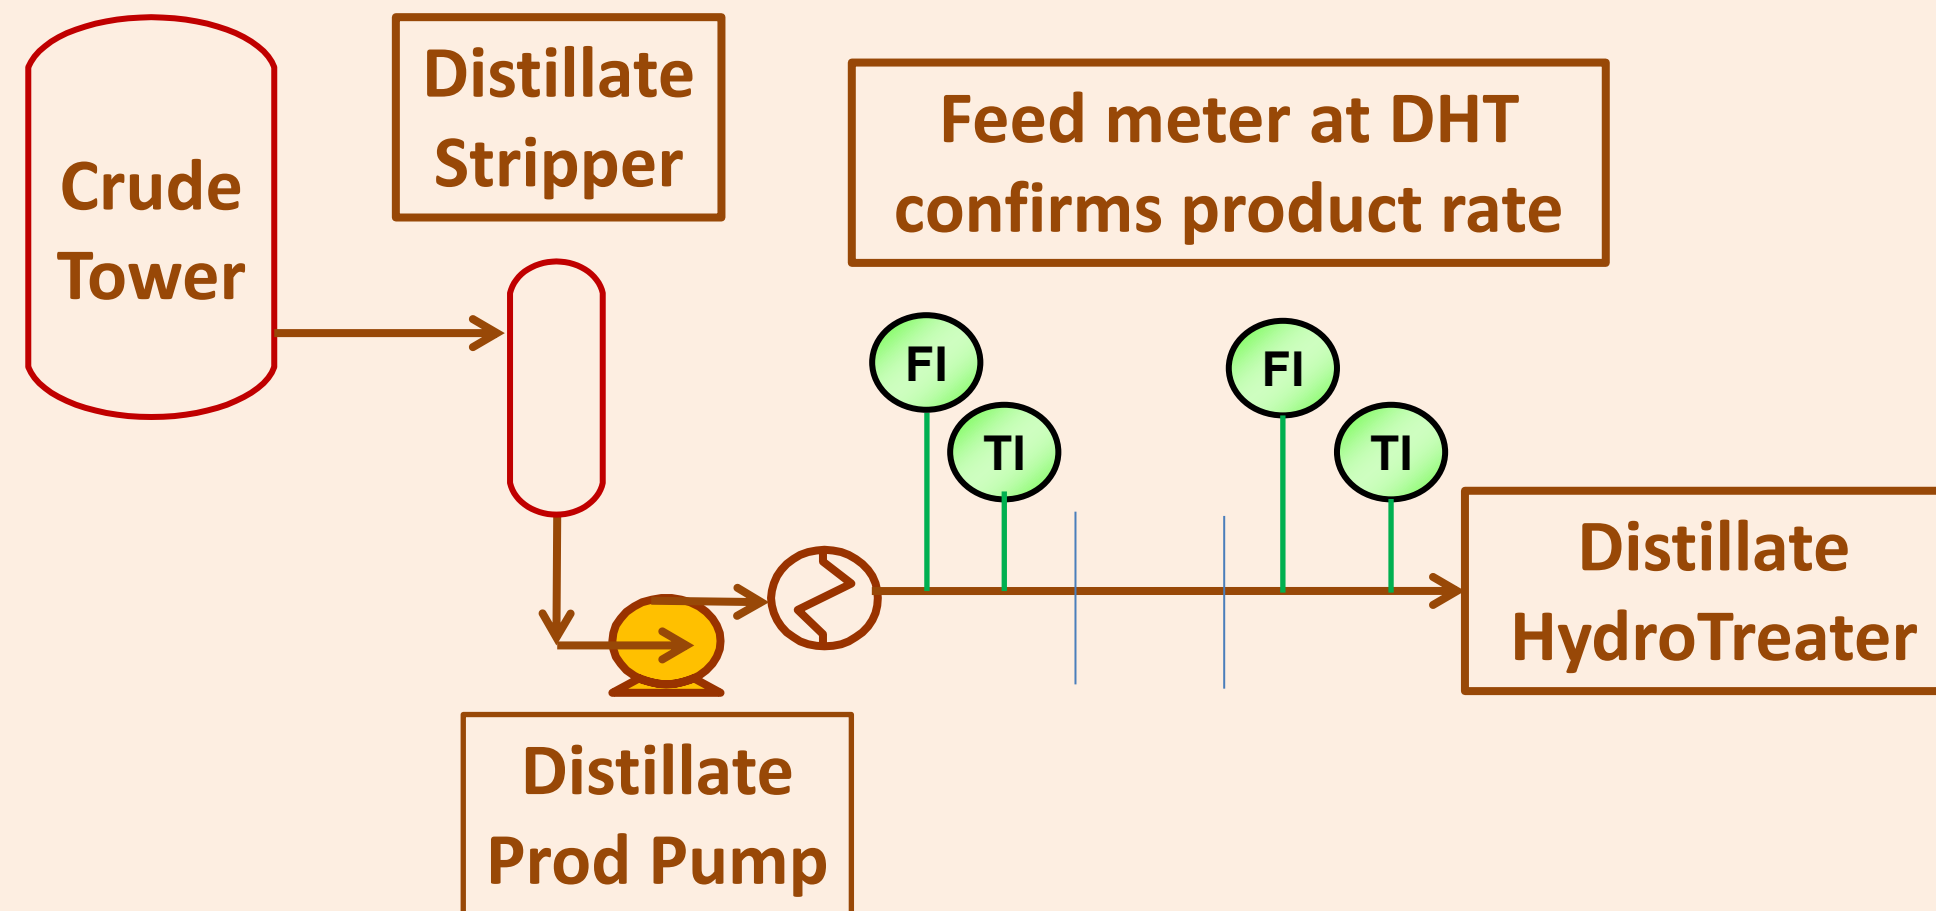 Crude
Tower
Distillate
Stripper
Feed meter at DHT
confirms product rate
FI
TI
FI
TI
Distillate
HydroTreater
Distillate
Prod Pump